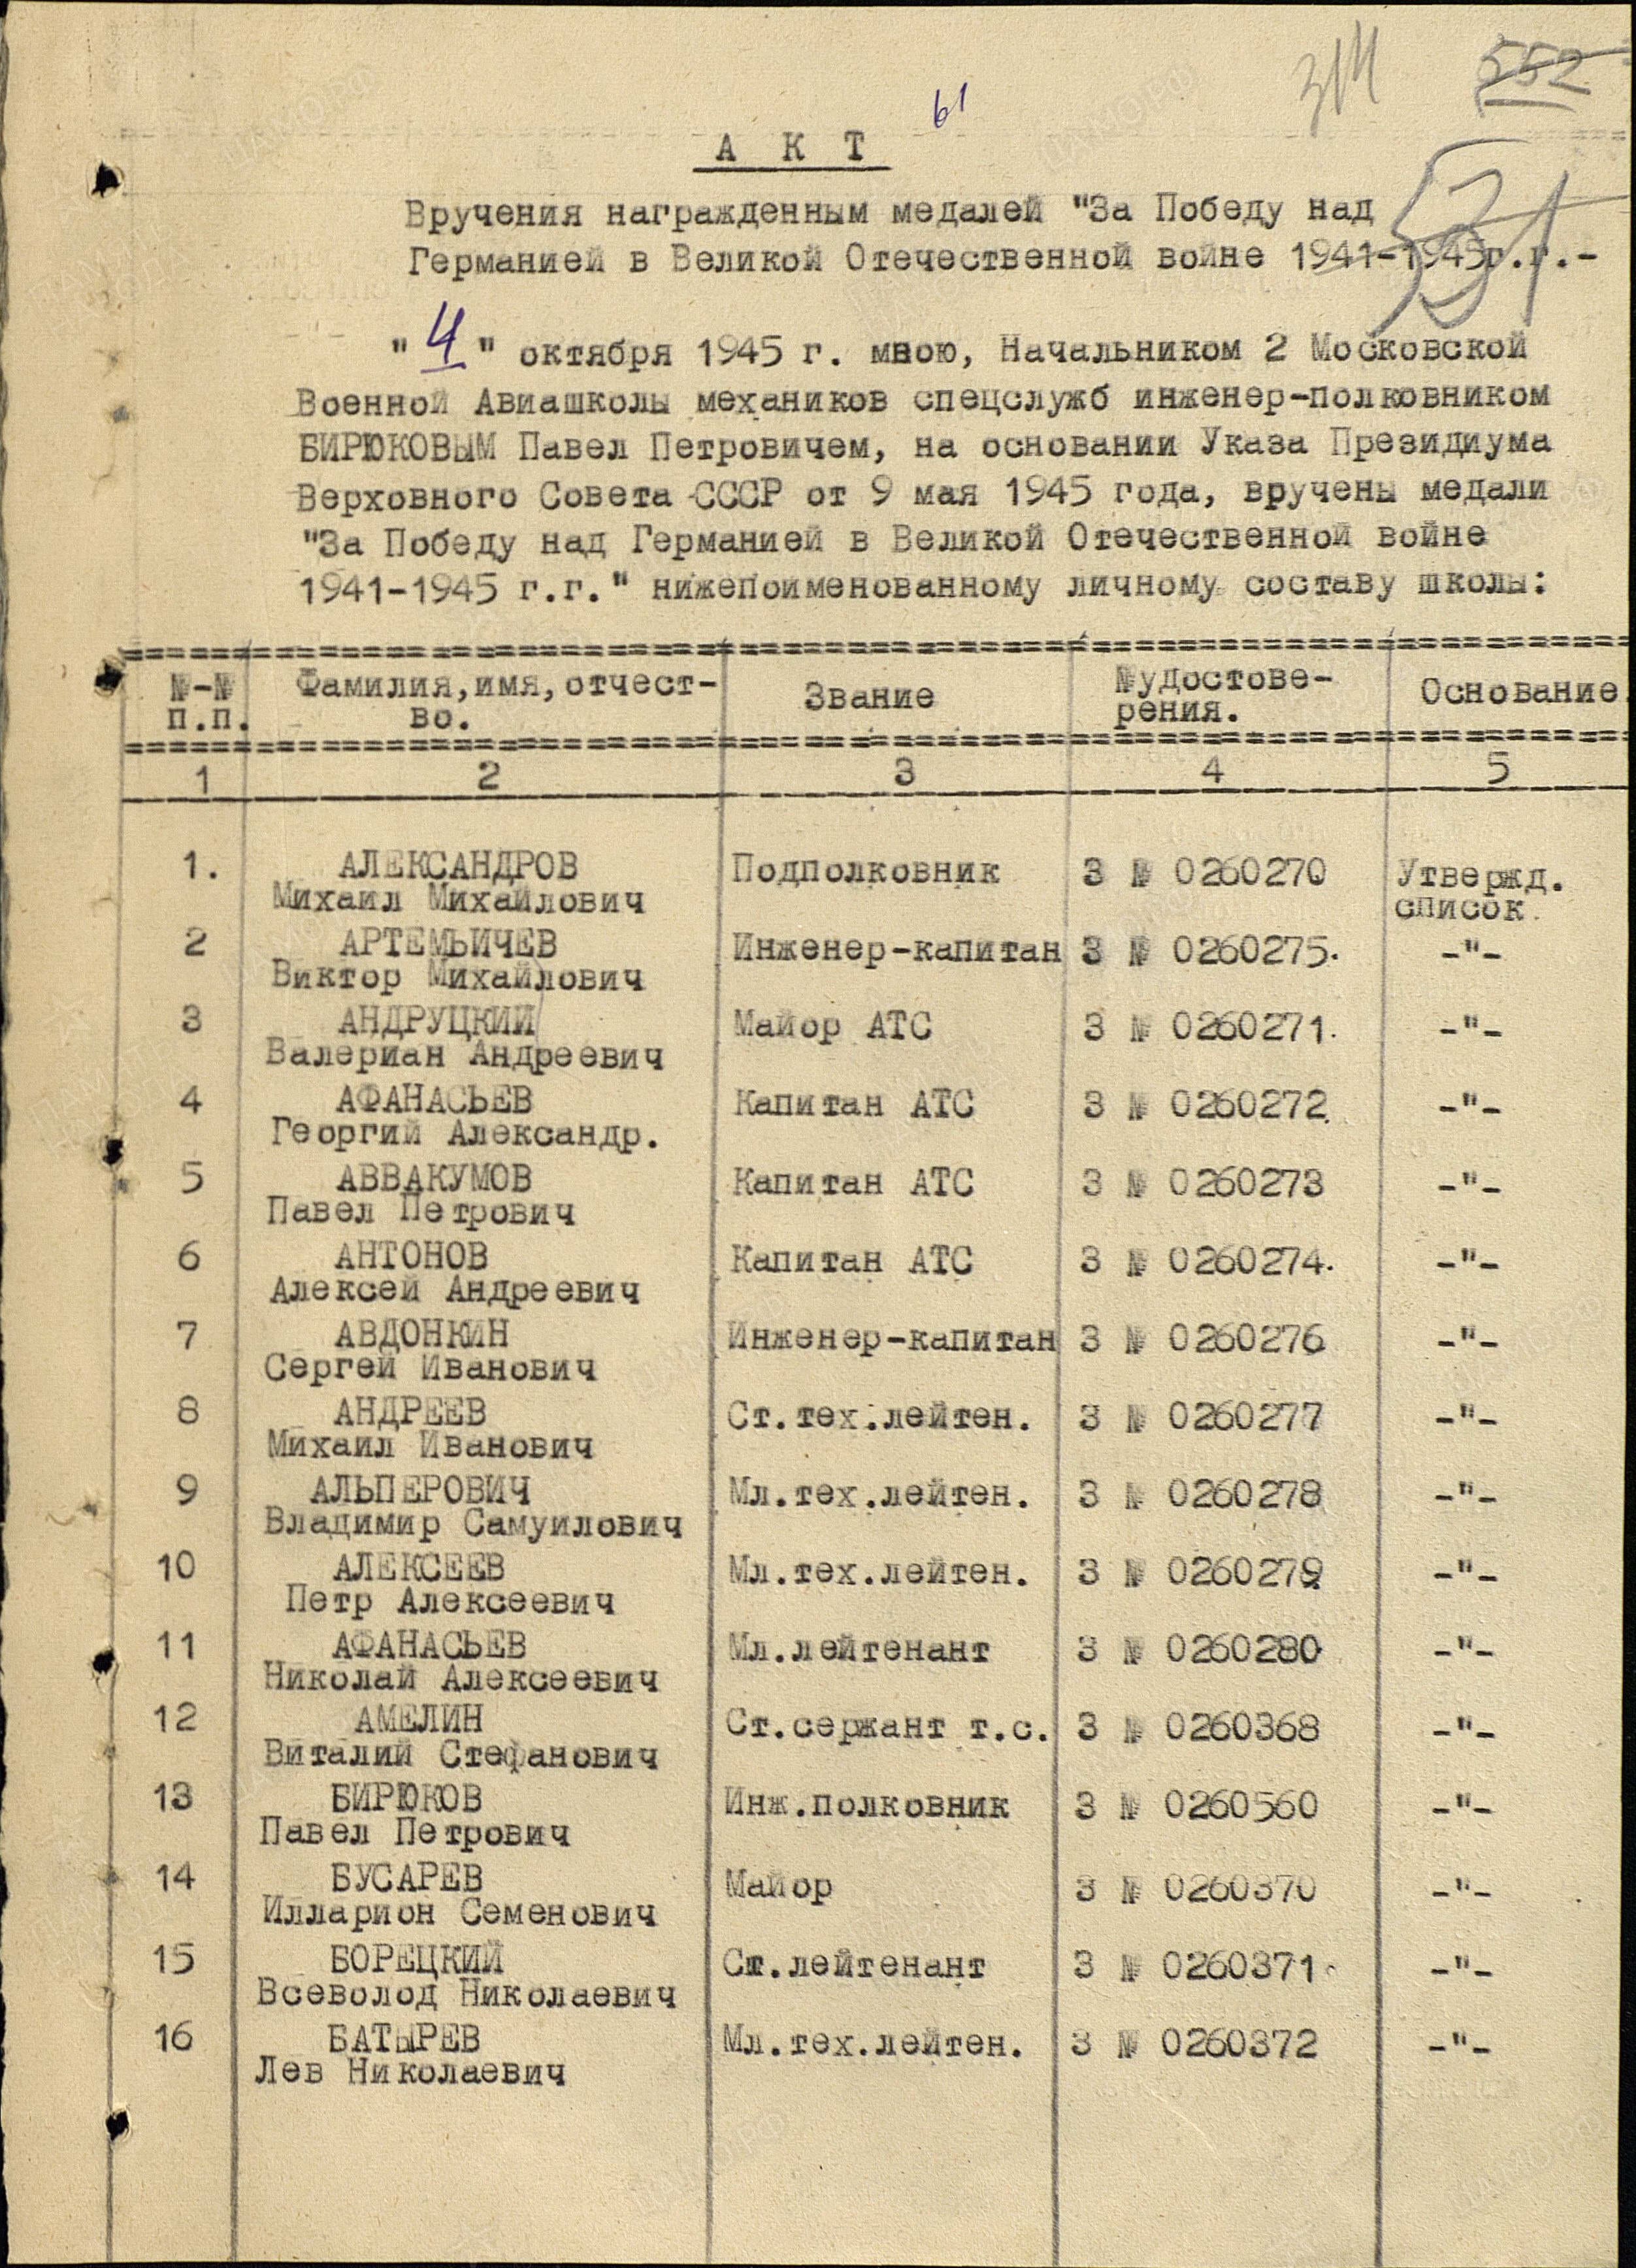 314 552
61
А К Т
531
Вручения награжденным медалей "За Победу над
Германией в Великой Отечественной войне 1941-1945г.г.-
" 4 " октября 1945 г. мною, Начальником 2 Московской
Военной Авиашколы механиков спецслужб инженер-полковником
БИРЮКОВЫМ Павел Петровичем, на основании Указа Президиума
Верховного Совета СССР от 9 мая 1945 года, вручены медали
"За Победу над Германией в Великой Отечественной войне
1941-1945 г.г." нижепоименованному личному составу школы:
№-№ Фамилия,имя,отчест- Звание №удостове- Основание
п.п. во. рения.
1 2 3 4 5
1. АЛЕКСАНДРОВ Подполковник З № 0260270 Утвержд.
Михаил Михайлович список.
2 АРТЕМЬИЧЕВ Инженер-капитан З № 0260275. -"-
Виктор Михайлович
3 АНДРУЦКИЙ Майор АТС З № 0260271. -"-
Валериан Андреевич
4 АФАНАСЬЕВ Капитан АТС З № 0260272. -"-
Георгий Александр.
5 АВВАКУМОВ Капитан АТС З № 0260273 -"-
Павел Петрович
6 АНТОНОВ Капитан АТС З № 0260274. -"-
Алексей Андреевич
7 АВДОНКИН Инженер-капитан З № 0260276 -"-
Сергей Иванович
8 АНДРЕЕВ Ст.тех.лейтен. З № 0260277 -"-
Михаил Иванович
9 АЛЬПЕРОВИЧ Мл.тех.лейтен. З № 0260278 -"-
Владимир Самуилович
10 АЛЕКСЕЕВ Мл.тех.лейтен. З № 0260279 -"-
Петр Алексеевич
11 АФАНАСЬЕВ Мл.лейтенант З № 0260280 -"-
Николай Алексеевич
12 АМЕЛИН Ст.сержант т.с. З № 0260368 -"-
Виталий Стефанович
13 БИРЮКОВ Инж.полковник З № 0260560 -"-
Павел Петрович
14 БУСАРЕВ Майор З № 0260370 -"-
Илларион Семенович
15 БОРЕЦКИЙ Ст.лейтенант З № 0260371. -"-
Всеволод Николаевич
16 БАТЫРЕВ Мл.тех.лейтен. З № 0260372 -"-
Лев Николаевич